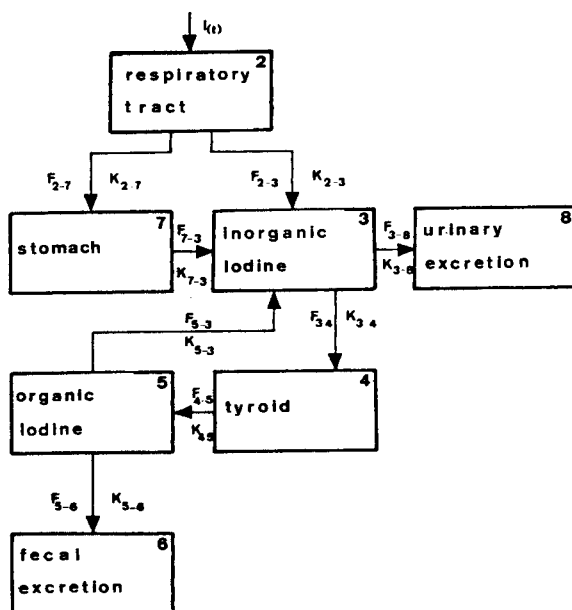 I(t)
2
respiratory
tract
F2-7 K2-7
F2-3 K2-3
7
stomach
F7-3
K7-3
3
inorganic
Iodine
F3-8
K3-8
8
urinary
excretion
F5-3
K5-3
F3 4 K3 4
5
organic
Iodine
F4-5
K45
4
tyroid
F5-6 K5-6
6
fecal
excretion